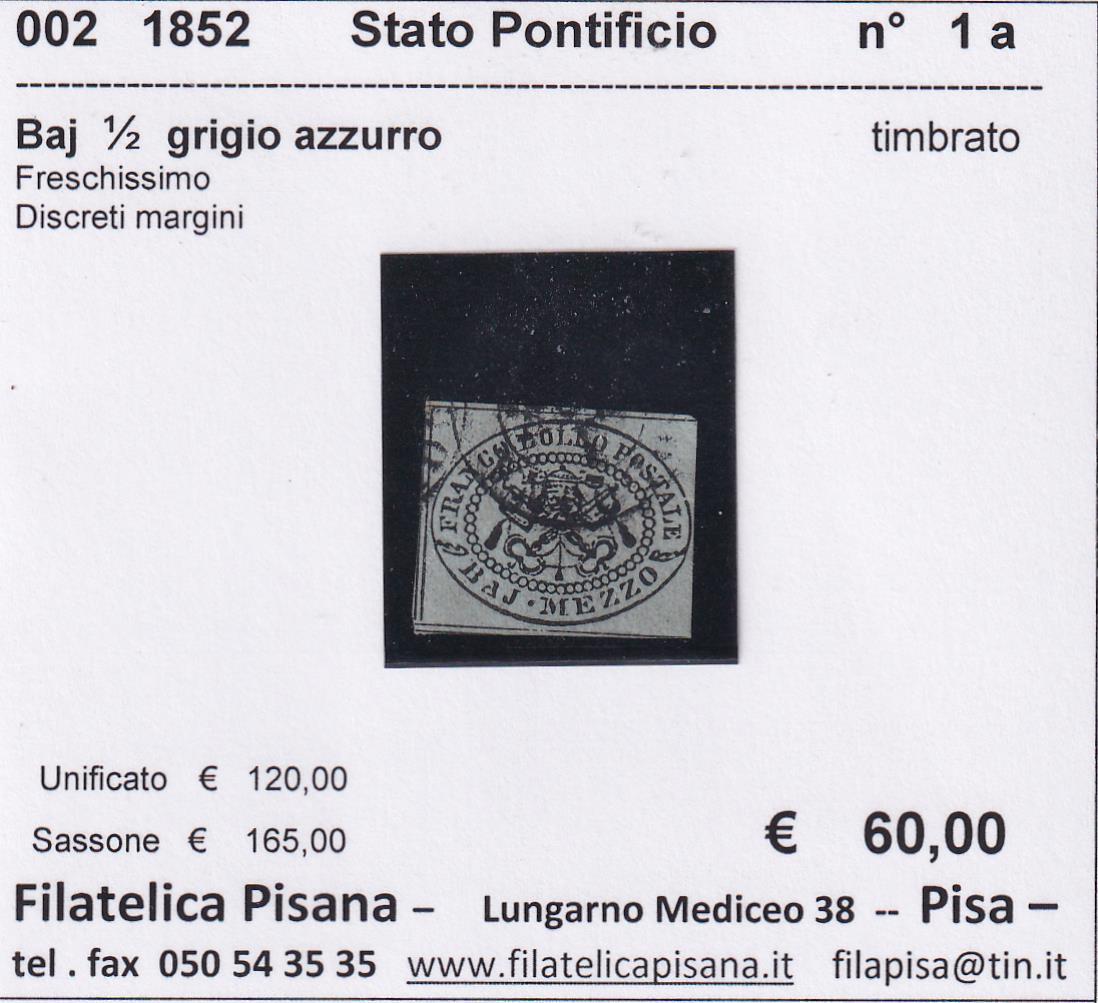 002 1852 Stato Pontificio n° 1 a
--------------------------------------------------------------------------------
Baj ½ grigio azzurro timbrato
Freschissimo
Discreti margini
FRANCO BOLLO POSTALE
BAJ · MEZZO
Unificato € 120,00
Sassone € 165,00 € 60,00
Filatelica Pisana – Lungarno Mediceo 38 -- Pisa –
tel . fax 050 54 35 35 www.filatelicapisana.it filapisa@tin.it